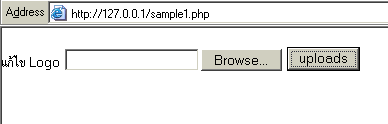 Address http://127.0.0.1/sample1.php
แก้ไข Logo Browse... uploads